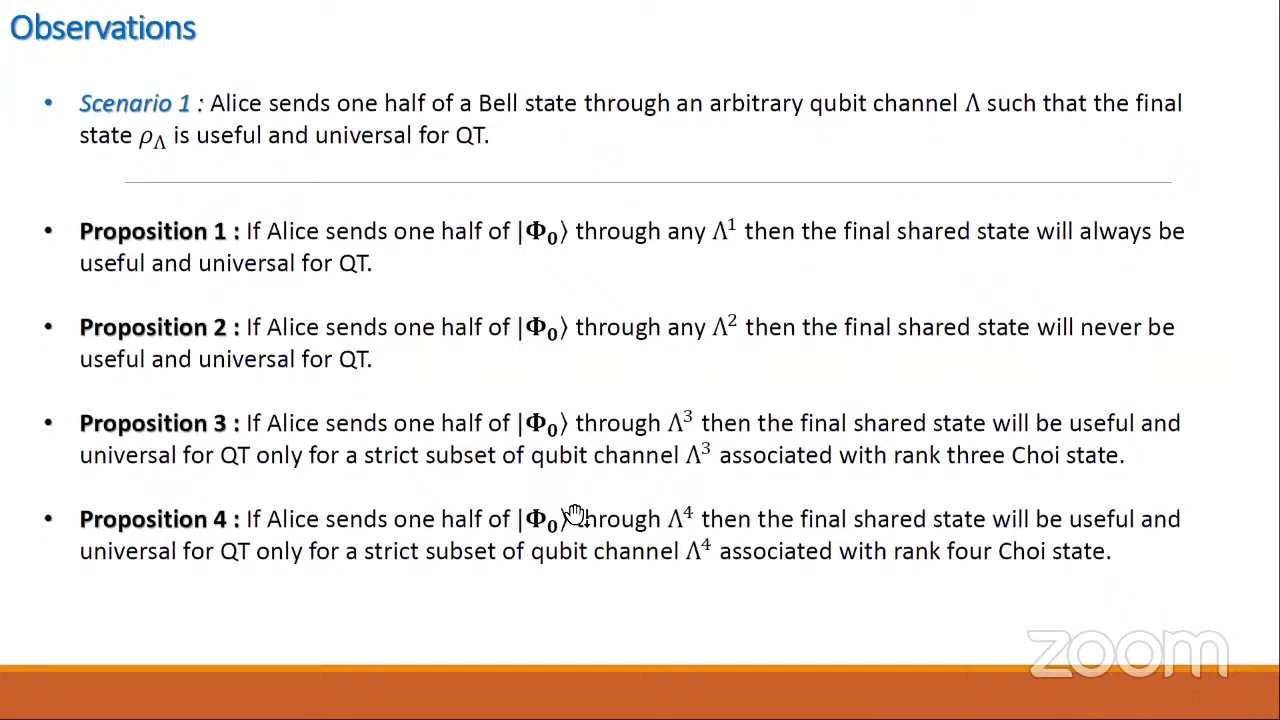 Observations
• Scenario 1 : Alice sends one half of a Bell state through an arbitrary qubit channel Λ such that the final
state ρ_Λ is useful and universal for QT.
• Proposition 1 : If Alice sends one half of |Φ₀⟩ through any Λ¹ then the final shared state will always be
useful and universal for QT.
• Proposition 2 : If Alice sends one half of |Φ₀⟩ through any Λ² then the final shared state will never be
useful and universal for QT.
• Proposition 3 : If Alice sends one half of |Φ₀⟩ through Λ³ then the final shared state will be useful and
universal for QT only for a strict subset of qubit channel Λ³ associated with rank three Choi state.
• Proposition 4 : If Alice sends one half of |Φ₀⟩ through Λ⁴ then the final shared state will be useful and
universal for QT only for a strict subset of qubit channel Λ⁴ associated with rank four Choi state.
zoom